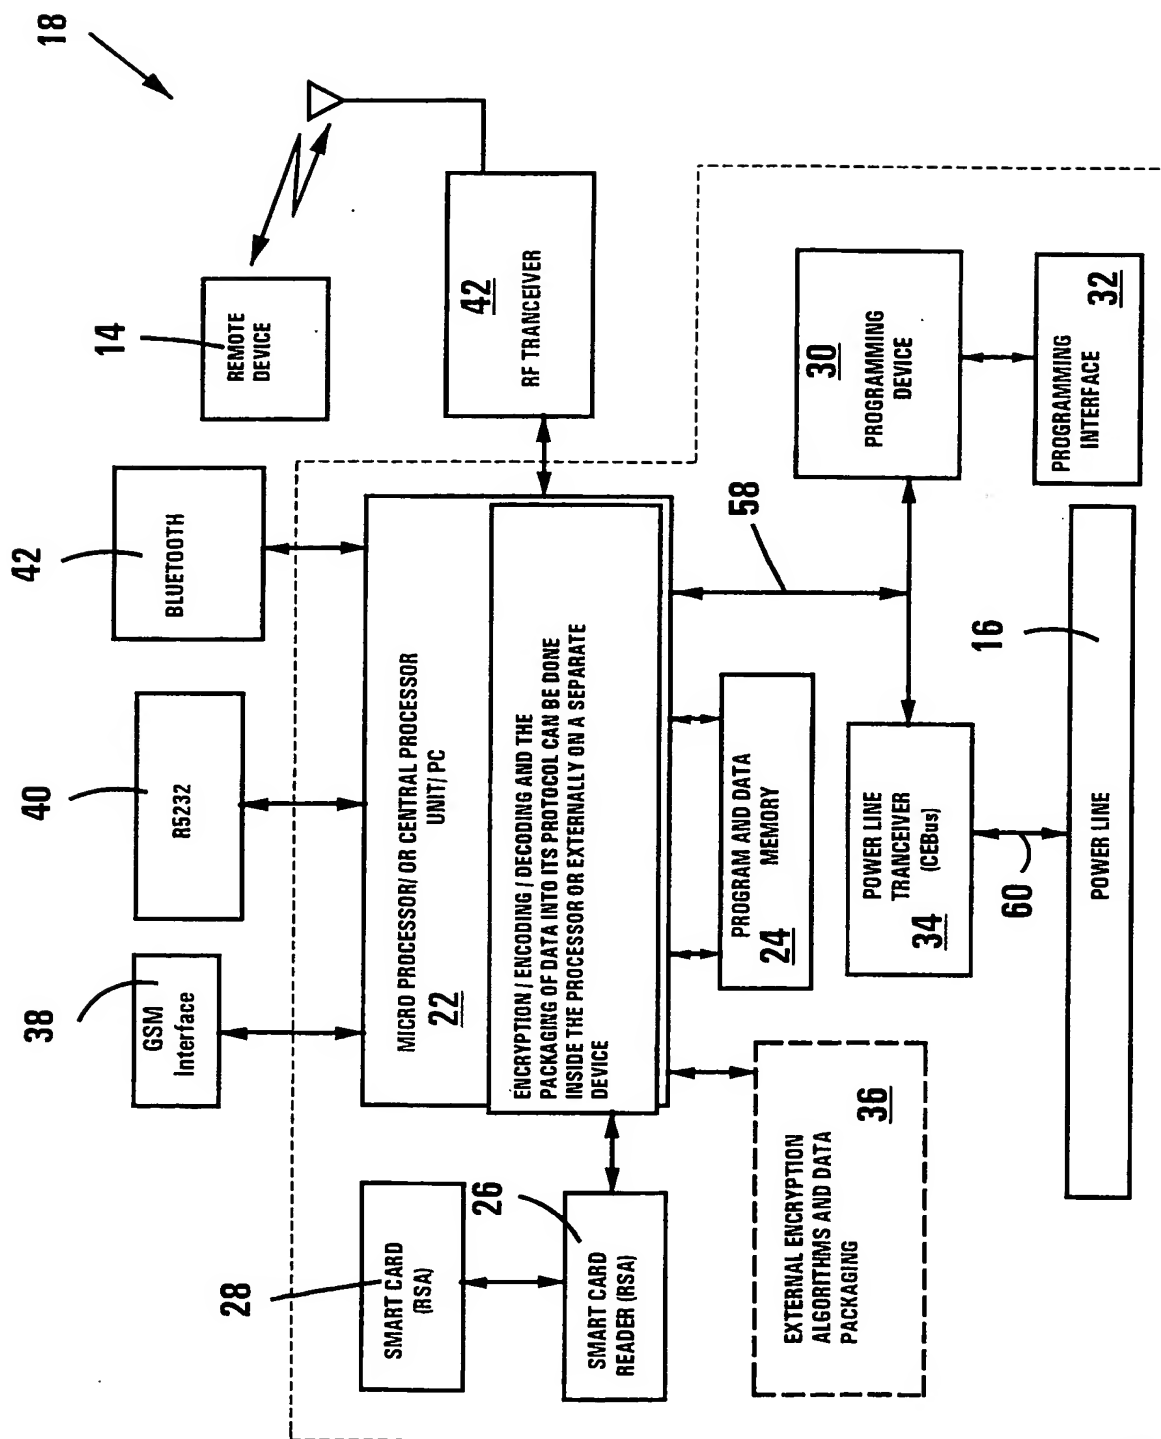 18
14
REMOTE
DEVICE
42
RF TRANCEIVER
42
BLUETOOTH
40
R5232
38
GSM
Interface
MICRO PROCESSOR/ OR CENTRAL PROCESSOR
UNIT/ PC
22
ENCRYPTION / ENCODING / DECODING AND THE
PACKAGING OF DATA INTO ITS PROTOCOL CAN BE DONE
INSIDE THE PROCESSOR OR EXTERNALLY ON A SEPARATE
DEVICE
28
SMART CARD
(RSA)
26
SMART CARD
READER (RSA)
58
30
PROGRAMMING
DEVICE
PROGRAMMING
INTERFACE
32
PROGRAM AND DATA
MEMORY
24
POWER LINE
TRANCEIVER
(CEBus)
34
16
60
POWER LINE
36
EXTERNAL ENCRYPTION
ALGORITHMS AND DATA
PACKAGING